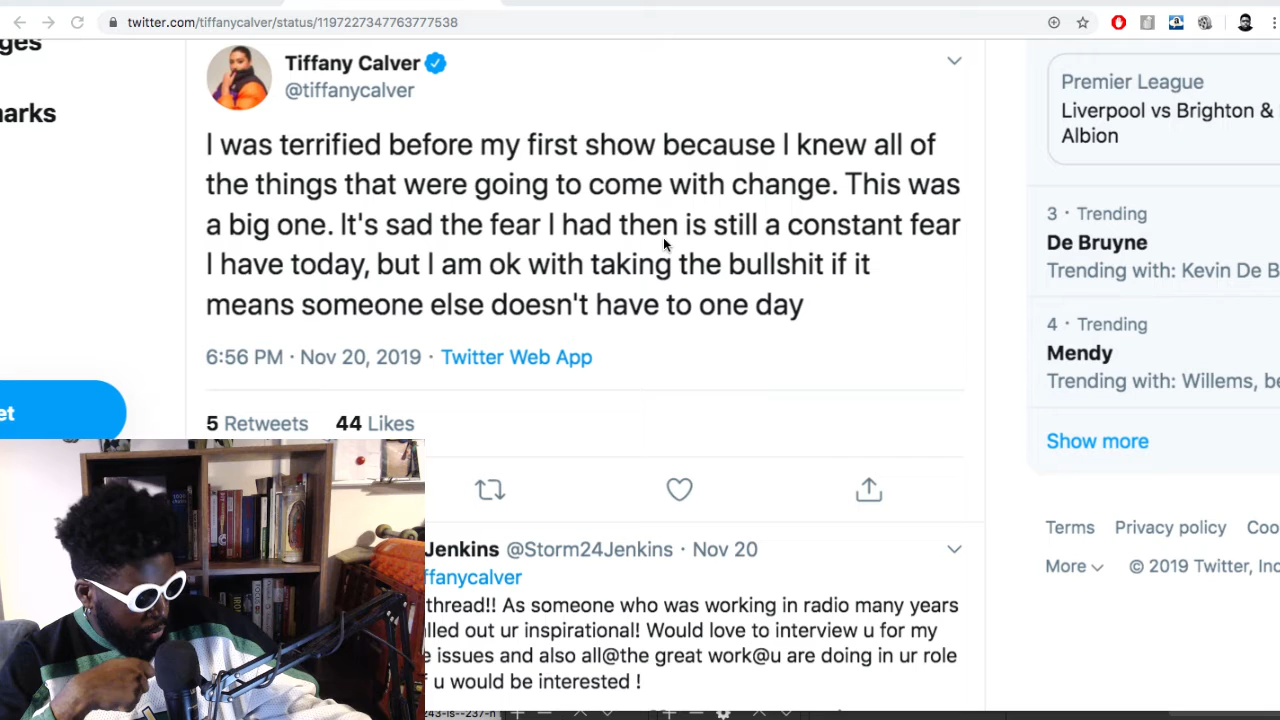 twitter.com/tiffanycalver/status/1197227347763777538
ges
arks
et
Tiffany Calver
@tiffanycalver
I was terrified before my first show because I knew all of
the things that were going to come with change. This was
a big one. It's sad the fear I had then is still a constant fear
I have today, but I am ok with taking the bullshit if it
means someone else doesn't have to one day
6:56 PM · Nov 20, 2019 · Twitter Web App
5 Retweets 44 Likes
Jenkins @Storm24Jenkins · Nov 20
ffanycalver
thread!! As someone who was working in radio many years
lled out ur inspirational! Would love to interview u for my
e issues and also all@the great work@u are doing in ur role
f u would be interested !
Premier League
Liverpool vs Brighton &
Albion
3 · Trending
De Bruyne
Trending with: Kevin De B
4 · Trending
Mendy
Trending with: Willems, be
Show more
Terms Privacy policy Coo
More © 2019 Twitter, Inc